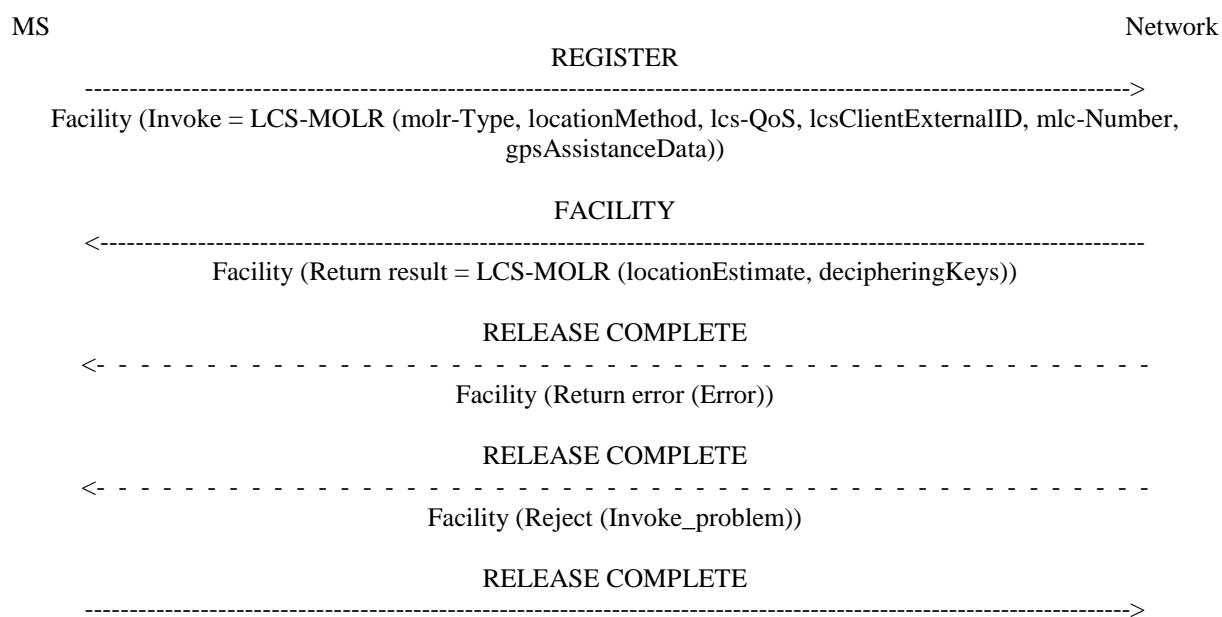 MS Network
REGISTER
------------------------------------------------------------------------------------------------------------------------>
Facility (Invoke = LCS-MOLR (molr-Type, locationMethod, lcs-QoS, lcsClientExternalID, mlc-Number,
gpsAssistanceData))
FACILITY
<------------------------------------------------------------------------------------------------------------------------
Facility (Return result = LCS-MOLR (locationEstimate, decipheringKeys))
RELEASE COMPLETE
<- - - - - - - - - - - - - - - - - - - - - - - - - - - - - - - - - - - - - - - - - - - - - - - - -
Facility (Return error (Error))
RELEASE COMPLETE
<- - - - - - - - - - - - - - - - - - - - - - - - - - - - - - - - - - - - - - - - - - - - - - - - -
Facility (Reject (Invoke_problem))
RELEASE COMPLETE
------------------------------------------------------------------------------------------------------------------------>